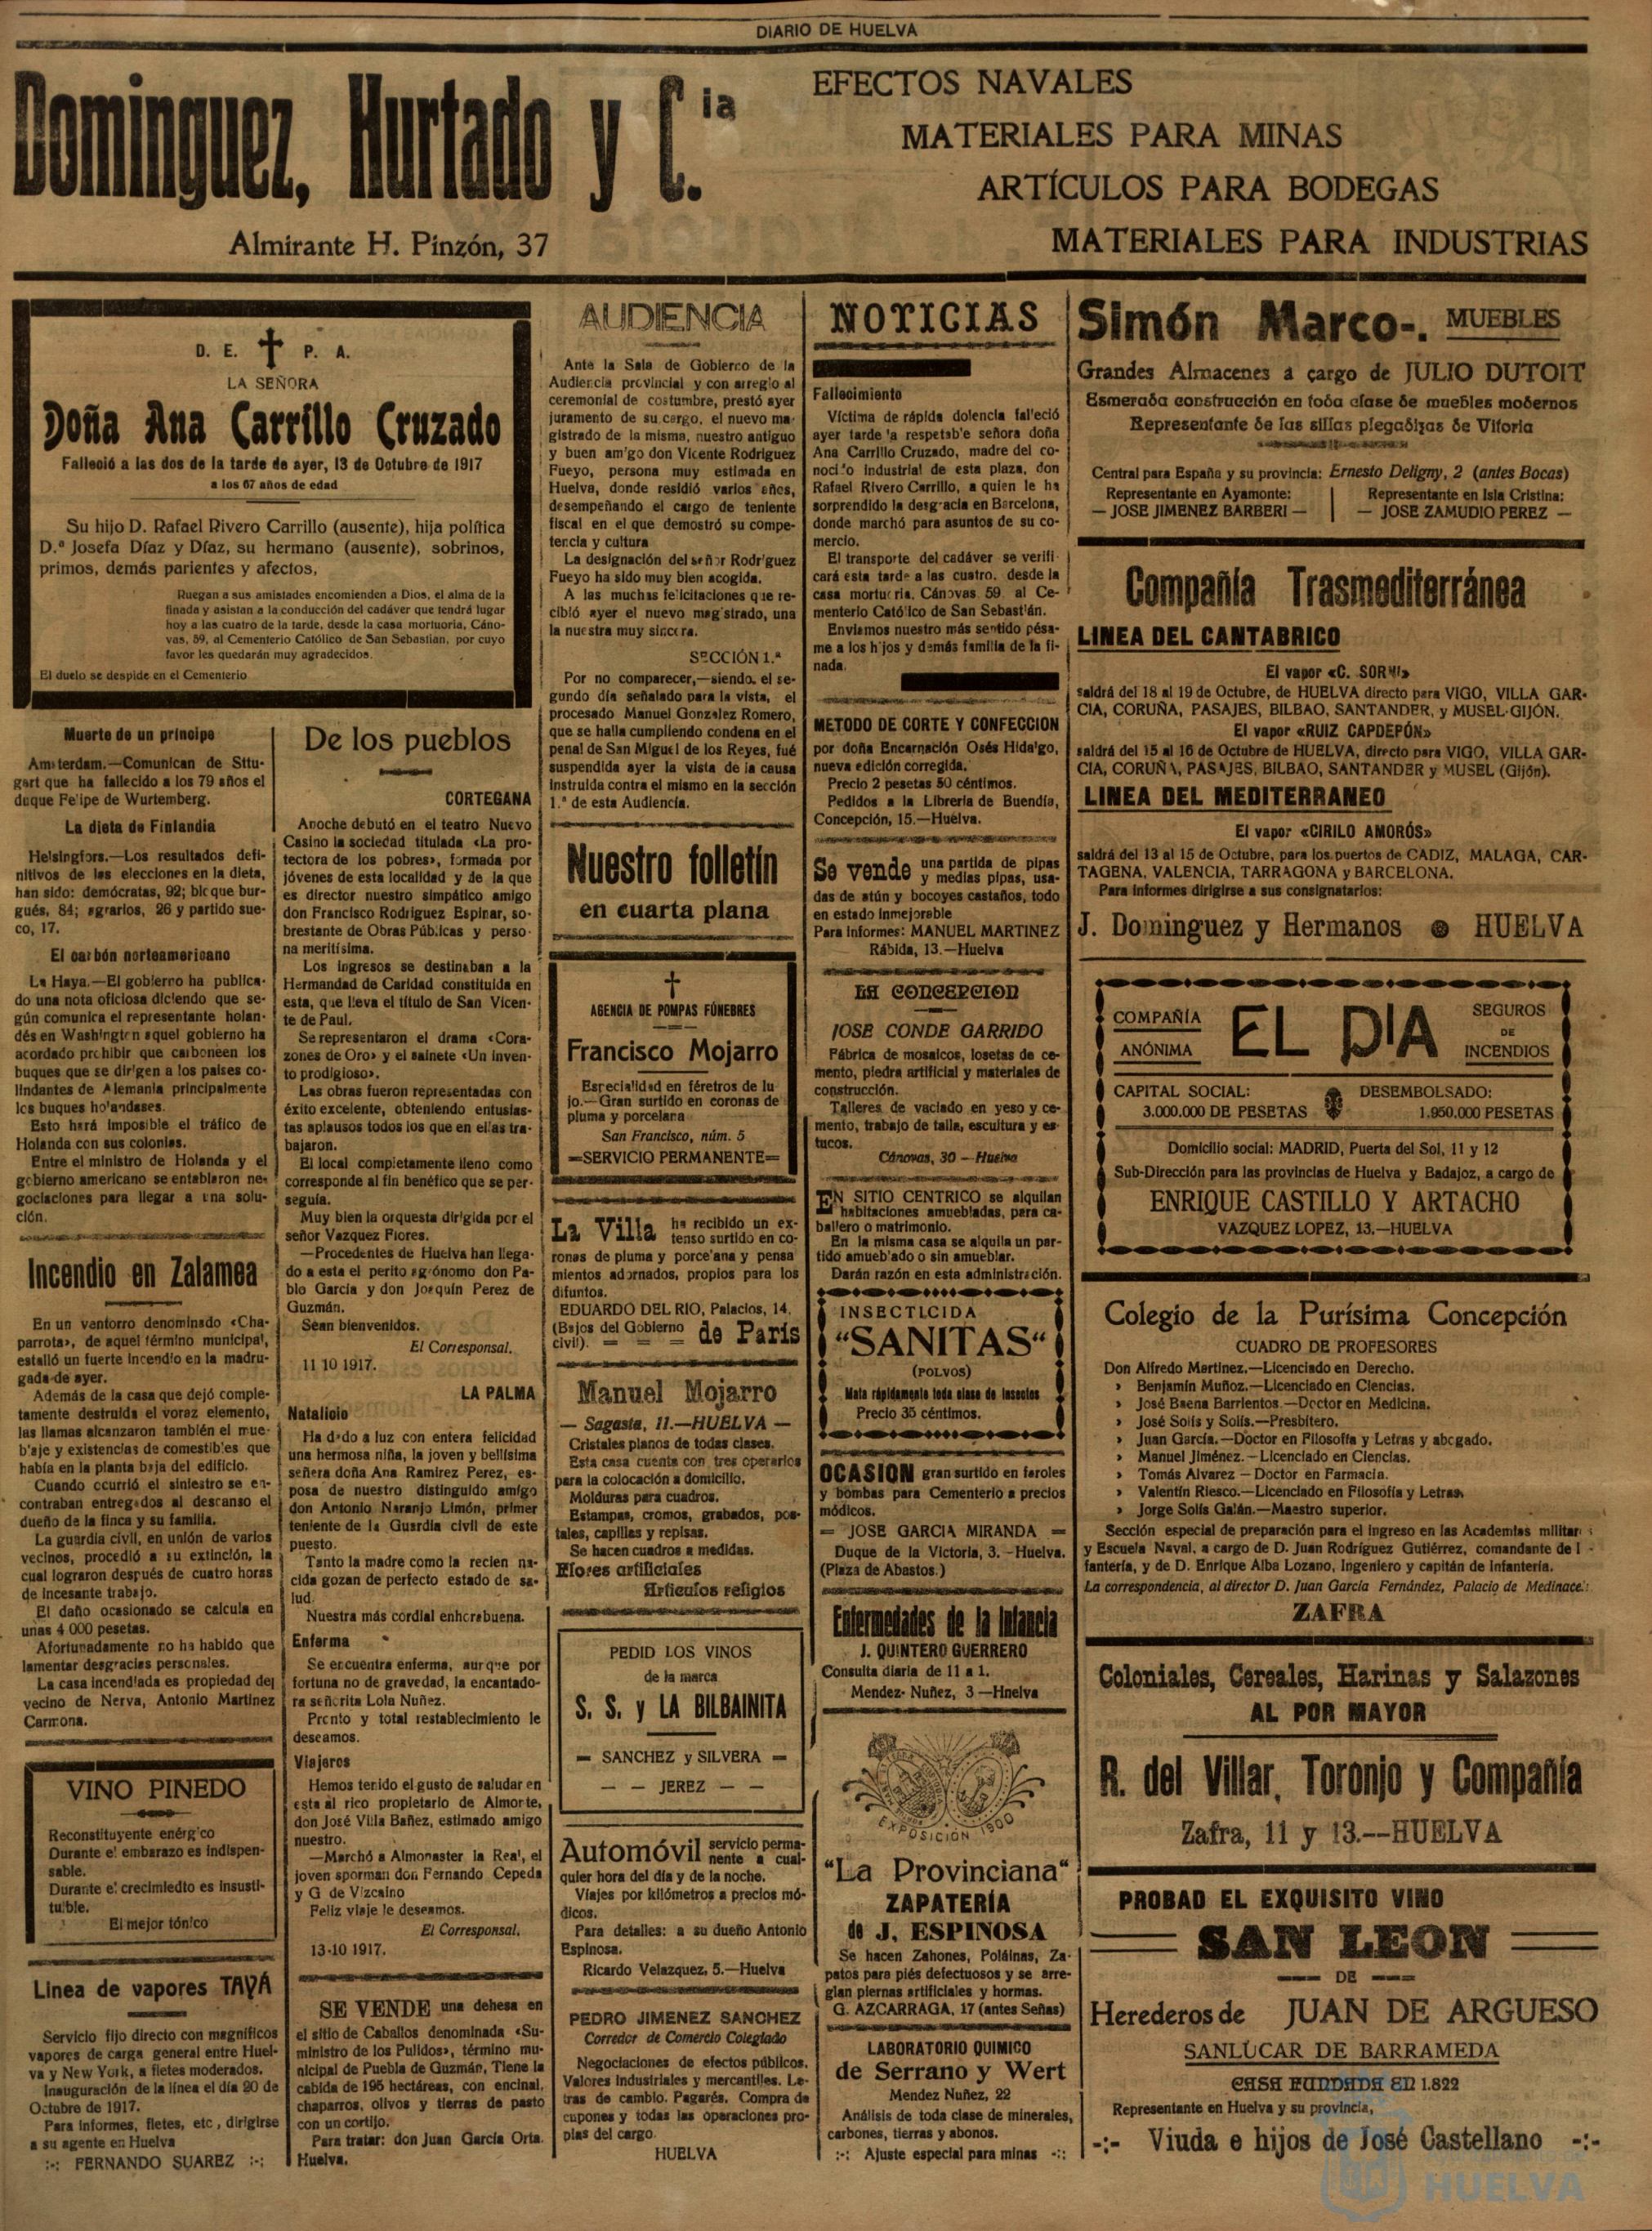 DIARIO DE HUELVA
Dominguez, Hurtado y C.ia
Almirante H. Pinzón, 37
EFECTOS NAVALES
MATERIALES PARA MINAS
ARTÍCULOS PARA BODEGAS
MATERIALES PARA INDUSTRIAS
D. E. P. A.
LA SEÑORA
Doña Ana Carrillo Cruzado
Falleció a las dos de la tarde de ayer, 13 de Octubre de 1917
a los 67 años de edad
Su hijo D. Rafael Rivero Carrillo (ausente), hija política
D.ª Josefa Díaz y Díaz, su hermano (ausente), sobrinos,
primos, demás parientes y afectos,
Ruegan a sus amistades encomienden a Dios, el alma de la
finada y asistan a la conducción del cadáver que tendrá lugar
hoy a las cuatro de la tarde, desde la casa mortuoria, Cáno-
vas, 59, al Cementerio Católico de San Sebastian, por cuyo
favor les quedarán muy agradecidos.
El duelo se despide en el Cementerio
Muerte de un príncipe
Amsterdam.—Comunican de Sttu-
gart que ha fallecido a los 79 años el
duque Felipe de Wurtemberg.
La dieta de Finlandia
Helsingfors.—Los resultados defi-
nitivos de las elecciones en la dieta,
han sido: demócratas, 92; bloque bur-
gués, 84; agrarios, 26 y partido sue-
co, 17.
El carbón norteamericano
La Haya.—El gobierno ha publica-
do una nota oficiosa diciendo que se-
gún comunica el representante holan-
dés en Washington aquel gobierno ha
acordado prohibir que carboneen los
buques que se dirigen a los países co-
lindantes de Alemania principalmente
los buques holandeses.
Esto hará imposible el tráfico de
Holanda con sus colonias.
Entre el ministro de Holanda y el
gobierno americano se entablaron ne-
gociaciones para llegar a una solu-
ción.
Incendio en Zalamea
En un ventorro denominado «Cha-
parrota», de aquel término municipal,
estalló un fuerte incendio en la madru-
gada de ayer.
Además de la casa que dejó comple-
tamente destruida el voraz elemento,
las llamas alcanzaron también el mue-
b'aje y existencias de comestibles que
había en la planta baja del edificio.
Cuando ocurrió el siniestro se en-
contraban entregados al descanso el
dueño de la finca y su familia.
La guardia civil, en unión de varios
vecinos, procedió a su extinción, la
cual lograron después de cuatro horas
de incesante trabajo.
El daño ocasionado se calcula en
unas 4 000 pesetas.
Afortunadamente no ha habido que
lamentar desgracias personales.
La casa incendiada es propiedad del
vecino de Nerva, Antonio Martínez
Carmona.
VINO PINEDO
Reconstituyente enérg'co
Durante el embarazo es indispen-
sable.
Durante el crecimiedto es insusti-
tuible.
El mejor tónico
Linea de vapores TAYÁ
Servicio fijo directo con magníficos
vapores de carga general entre Huel-
va y New York, a fletes moderados.
Inauguración de la línea el día 20 de
Octubre de 1917.
Para informes, fletes, etc, dirigirse
a su agente en Huelva
:-: FERNANDO SUAREZ :-:
De los pueblos
CORTEGANA
Anoche debutó en el teatro Nuevo
Casino la sociedad titulada «La pro-
tectora de los pobres», formada por
jóvenes de esta localidad y de la que
es director nuestro simpático amigo
don Francisco Rodríguez Espinar, so-
brestante de Obras Públicas y perso-
na meritísima.
Los ingresos se destinaban a la
Hermandad de Caridad constituida en
esta, que lleva el título de San Vicen-
te de Paul.
Se representaron el drama «Cora-
zones de Oro» y el sainete «Un inven-
to prodigioso».
Las obras fueron representadas con
éxito excelente, obteniendo entusias-
tas aplausos todos los que en ellas tra-
bajaron.
El local completamente lleno como
corresponde al fin benéfico que se per-
seguía.
Muy bien la orquesta dirigida por el
señor Vazquez Flores.
—Procedentes de Huelva han llega-
do a esta el perito agrónomo don Pa-
blo García y don Joaquín Perez de
Guzmán.
Sean bienvenidos.
El Corresponsal.
11 10 1917.
LA PALMA
Natalicio
Ha dado a luz con entera felicidad
una hermosa niña, la joven y bellísima
señera doña Ana Ramírez Perez, es-
posa de nuestro distinguido amigo
don Antonio Naranjo Limón, primer
teniente de la Guardia civil de este
puesto.
Tanto la madre como la recien na-
cida gozan de perfecto estado de sa-
lud.
Nuestra más cordial enhorabuena.
Enferma
Se encuentra enferma, aunque por
fortuna no de gravedad, la encantado-
ra señorita Lola Nuñez.
Pronto y total restablecimiento le
deseamos.
Viajeros
Hemos tenido el gusto de saludar en
esta al rico propietario de Almorte,
don José Villa Bañez, estimado amigo
nuestro.
—Marchó a Almonaster la Real, el
joven sporman don Fernando Cepeda
y G de Vizcaino
Feliz viaje le deseamos.
El Corresponsal.
13-10 1917.
SE VENDE una dehesa en
el sitio de Caballos denominada «Su-
ministro de los Pulidos», término mu-
nicipal de Puebla de Guzmán, Tiene la
cabida de 195 hectáreas, con encinal,
chaparros, olivos y tierras de pasto
con un cortijo.
Para tratar: don Juan García Orta.
Huelva.
AUDIENCIA
Ante la Sala de Gobierno de la
Audiencia provincial y con arreglo al
ceremonial de costumbre, prestó ayer
juramento de su cargo, el nuevo ma-
gistrado de la misma, nuestro antiguo
y buen amigo don Vicente Rodríguez
Fueyo, persona muy estimada en
Huelva, donde residió varios años,
desempeñando el cargo de teniente
fiscal en el que demostró su compe-
tencia y cultura
La designación del señor Rodríguez
Fueyo ha sido muy bien acogida.
A las muchas felicitaciones que re-
cibió ayer el nuevo magistrado, una
la nuestra muy sincera.
SECCIÓN 1.ª
Por no comparecer,—siendo, el se-
gundo día señalado para la vista, el
procesado Manuel Gonzalez Romero,
que se halla cumpliendo condena en el
penal de San Miguel de los Reyes, fué
suspendida ayer la vista de la causa
instruida contra el mismo en la sección
1.ª de esta Audiencia.
Nuestro folletín
en cuarta plana
AGENCIA DE POMPAS FÚNEBRES
Francisco Mojarro
Especialidad en féretros de lu
jo.—Gran surtido en coronas de
pluma y porcelana
San Francisco, núm. 5
=SERVICIO PERMANENTE=
La Villa ha recibido un ex-
tenso surtido en co-
ronas de pluma y porce'ana y pensa
mientos adornados, propios para los
difuntos.
EDUARDO DEL RIO, Palacios, 14.
(Bajos del Gobierno
civil). = = = de París
Manuel Mojarro
— Sagasta, 11.—HUELVA —
Cristales planos de todas clases.
Esta casa cuenta con tres operarios
para la colocación a domicilio.
Molduras para cuadros.
Estampas, cromos, grabados, pos-
tales, capillas y repisas.
Se hacen cuadros a medidas.
Flores artificiales
Artículos religios
PEDID LOS VINOS
de la marca
S. S. y LA BILBAINITA
= SANCHEZ y SILVERA =
— — JEREZ — —
Automóvil servicio perma-
nente a cual-
quier hora del día y de la noche.
Viajes por kilómetros a precios mó-
dicos.
Para detalles: a su dueño Antonio
Espinosa.
Ricardo Velazquez, 5.—Huelva
PEDRO JIMENEZ SANCHEZ
Corredor de Comercio Colegiado
Negociaciones de efectos públicos.
Valores industriales y mercantiles. Le-
tras de cambio. Pagarés. Compra de
cupones y todas las operaciones pro-
pias del cargo.
HUELVA
NOTICIAS
Fallecimiento
Víctima de rápida dolencia falleció
ayer tarde la respetab'e señora doña
Ana Carrillo Cruzado, madre del co-
nocido industrial de esta plaza, don
Rafael Rivero Carrillo, a quien le ha
sorprendido la desgracia en Barcelona,
donde marchó para asuntos de su co-
mercio.
El transporte del cadáver se verifi-
cará esta tarde a las cuatro, desde la
casa mortuoria, Cánovas, 59, al Ce-
menterio Católico de San Sebastián.
Enviamos nuestro más sentido pésa-
me a los hijos y demás familia de la fi-
nada.
METODO DE CORTE Y CONFECCION
por doña Encarnación Osés Hidalgo,
nueva edición corregida.
Precio 2 pesetas 50 céntimos.
Pedidos a la Librería de Buendía,
Concepción, 15.—Huelva.
Se vende una partida de pipas
y medias pipas, usa-
das de atún y bocoyes castaños, todo
en estado inmejorable
Para informes: MANUEL MARTINEZ
Rábida, 13.—Huelva
LA CONCEPCION
JOSE CONDE GARRIDO
Fábrica de mosaicos, losetas de ce-
mento, piedra artificial y materiales de
construcción.
Talleres de vaciado en yeso y ce-
mento, trabajo de talla, escultura y es-
tucos.
Cánovas, 30 — Huelva
EN SITIO CENTRICO se alquilan
habitaciones amuebladas, para ca-
ballero o matrimonio.
En la misma casa se alquila un par-
tido amueb'ado o sin amueblar.
Darán razón en esta administración.
INSECTICIDA
"SANITAS"
(POLVOS)
Mata rápidamente toda clase de insectos
Precio 35 céntimos.
OCASION gran surtido en faroles
y bombas para Cementerio a precios
módicos.
= JOSE GARCIA MIRANDA =
Duque de la Victoria, 3.—Huelva.
(Plaza de Abastos.)
Enfermedades de la infancia
J. QUINTERO GUERRERO
Consulta diaria de 11 a 1.
Mendez- Nuñez, 3 —Hnelva
EXPOSICIÓN 1900
"La Provinciana"
ZAPATERÍA
de J. ESPINOSA
Se hacen Zahones, Poláinas, Za-
patos para piés defectuosos y se arre-
glan piernas artificiales y hormas.
G. AZCARRAGA, 17 (antes Señas)
LABORATORIO QUIMICO
de Serrano y Wert
Mendez Nuñez, 22
Análisis de toda clase de minerales,
carbones, tierras y abonos.
:-: Ajuste especial para minas -:;
Simón Marco-. MUEBLES
Grandes Almacenes a cargo de JULIO DUTOIT
Esmerada construcción en toda clase de muebles modernos
Representante de las sillas plegadizas de Vitoria
Central para España y su provincia: Ernesto Deligny, 2 (antes Bocas)
Representante en Ayamonte:
— JOSE JIMENEZ BARBERI —
Representante en Isla Cristina:
— JOSE ZAMUDIO PEREZ —
Compañía Trasmediterránea
LINEA DEL CANTABRICO
El vapor «C. SORNI»
saldrá del 18 al 19 de Octubre, de HUELVA directo para VIGO, VILLA GAR-
CIA, CORUÑA, PASAJES, BILBAO, SANTANDER, y MUSEL-GIJÓN.
El vapor «RUIZ CAPDEPÓN»
saldrá del 15 al 16 de Octubre de HUELVA, directo para VIGO, VILLA GAR-
CIA, CORUÑA, PASAJES, BILBAO, SANTANDER y MUSEL (Gijón).
LINEA DEL MEDITERRANEO
El vapor «CIRILO AMORÓS»
saldrá del 13 al 15 de Octubre, para los puertos de CADIZ, MALAGA, CAR-
TAGENA, VALENCIA, TARRAGONA y BARCELONA.
Para informes dirigirse a sus consignatarios:
J. Dominguez y Hermanos HUELVA
COMPAÑÍA
ANÓNIMA
EL DIA
SEGUROS
DE
INCENDIOS
CAPITAL SOCIAL:
3.000.000 DE PESETAS
DESEMBOLSADO:
1.950.000 PESETAS
Domicilio social: MADRID, Puerta del Sol, 11 y 12
Sub-Dirección para las provincias de Huelva y Badajoz, a cargo de
ENRIQUE CASTILLO Y ARTACHO
VAZQUEZ LOPEZ, 13.—HUELVA
Colegio de la Purísima Concepción
CUADRO DE PROFESORES
Don Alfredo Martinez.—Licenciado en Derecho.
» Benjamín Muñoz.—Licenciado en Ciencias.
» José Baena Barrientos.—Doctor en Medicina.
» José Solís y Solís.—Presbítero.
» Juan García.—Doctor en Filosofía y Letras y abogado.
» Manuel Jiménez.—Licenciado en Ciencias.
» Tomás Alvarez — Doctor en Farmacia.
» Valentín Riesco.—Licenciado en Filosofía y Letras.
» Jorge Solís Galán.—Maestro superior.
Sección especial de preparación para el ingreso en las Academias militar
y Escuela Naval, a cargo de D. Juan Rodríguez Gutiérrez, comandante de I
fantería, y de D. Enrique Alba Lozano, Ingeniero y capitán de Infantería.
La correspondencia, al director D. Juan García Fernández, Palacio de Medinace
ZAFRA
Coloniales, Cereales, Harinas y Salazones
AL POR MAYOR
R. del Villar, Toronjo y Compañía
Zafra, 11 y 13.--HUELVA
PROBAD EL EXQUISITO VINO
SAN LEON
DE
Herederos de JUAN DE ARGUESO
SANLÚCAR DE BARRAMEDA
CASA FUNDADA EN 1.822
Representante en Huelva y su provincia,
-:- Viuda e hijos de José Castellano -:-
HUELVA